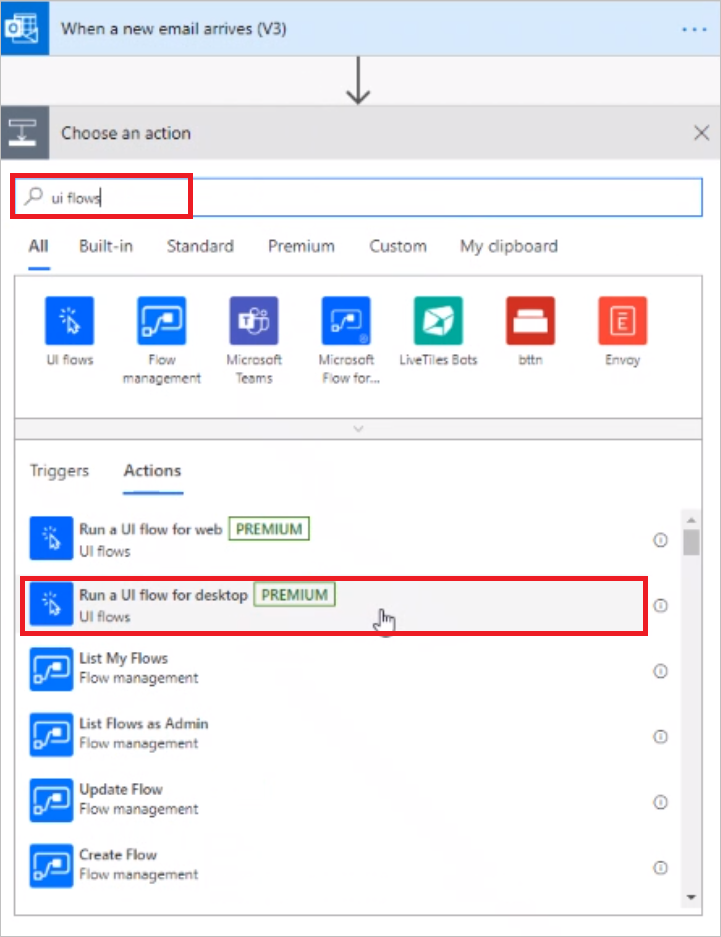 When a new email arrives (V3)
Choose an action
ui flows
All Built-in Standard Premium Custom My clipboard
UI flows Flow management Microsoft Teams Microsoft Flow for... LiveTiles Bots bttn Envoy
Triggers Actions
Run a UI flow for web PREMIUM
UI flows
Run a UI flow for desktop PREMIUM
UI flows
List My Flows
Flow management
List Flows as Admin
Flow management
Update Flow
Flow management
Create Flow
Flow management